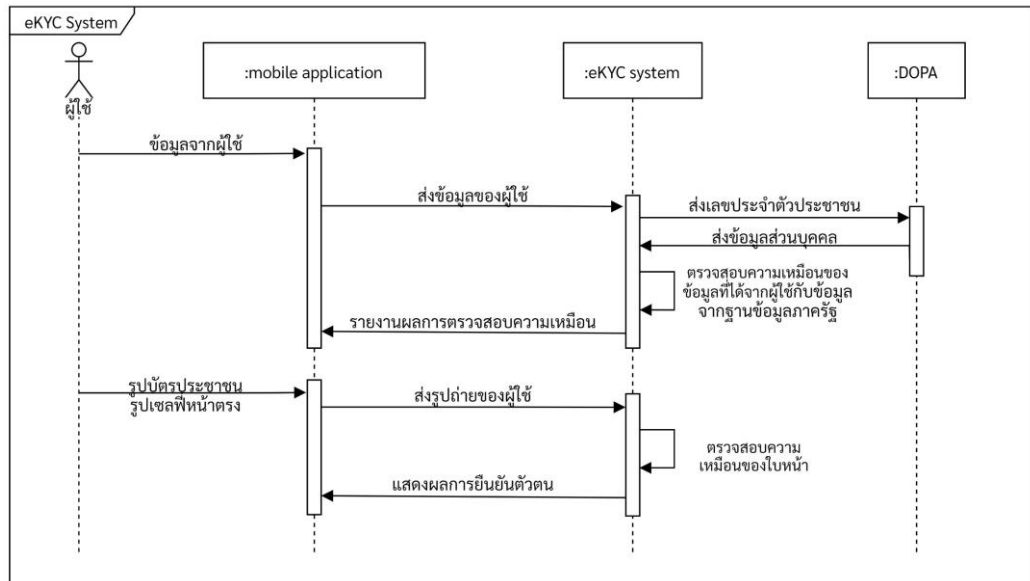 eKYC System
:mobile application
:eKYC system
:DOPA
ผู้ใช้
ข้อมูลจากผู้ใช้
ส่งข้อมูลของผู้ใช้
ส่งเลขประจำตัวประชาชน
ส่งข้อมูลส่วนบุคคล
ตรวจสอบความเหมือนของ
ข้อมูลที่ได้จากผู้ใช้กับข้อมูล
จากฐานข้อมูลภาครัฐ
รายงานผลการตรวจสอบความเหมือน
รูปบัตรประชาชน
รูปเซลฟีหน้าตรง
ส่งรูปถ่ายของผู้ใช้
ตรวจสอบความ
เหมือนของใบหน้า
แสดงผลการยืนยันตัวตน